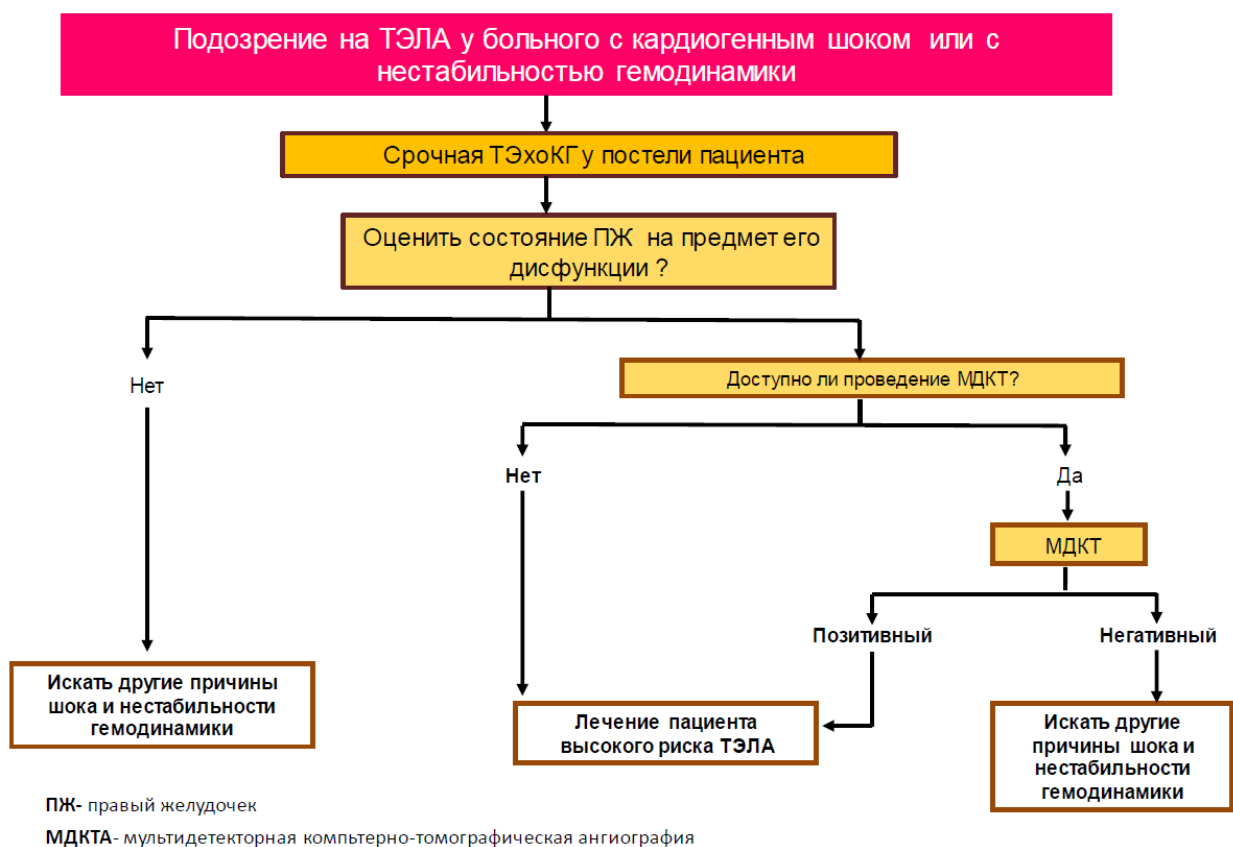 Подозрение на ТЭЛА у больного с кардиогенным шоком или с
нестабильностью гемодинамики
Срочная ТЭхоКГ у постели пациента
Оценить состояние ПЖ на предмет его
дисфункции ?
Нет
Доступно ли проведение МДКТ?
Нет
Да
МДКТ
Позитивный
Негативный
Искать другие причины
шока и нестабильности
гемодинамики
Лечение пациента
высокого риска ТЭЛА
Искать другие
причины шока и
нестабильности
гемодинамики
ПЖ- правый желудочек
МДКТА- мультидетекторная компьтерно-томографическая ангиография